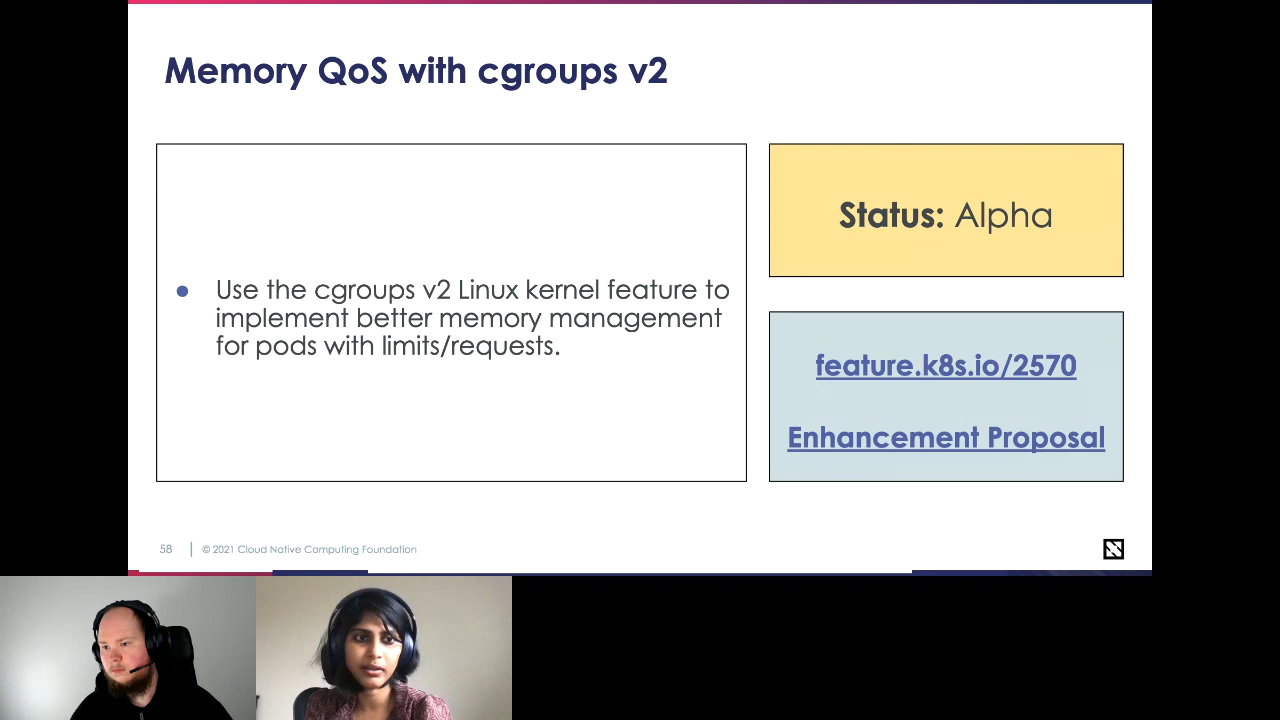 Memory QoS with cgroups v2
● Use the cgroups v2 Linux kernel feature to
implement better memory management
for pods with limits/requests.
Status: Alpha
feature.k8s.io/2570
Enhancement Proposal
58 | © 2021 Cloud Native Computing Foundation